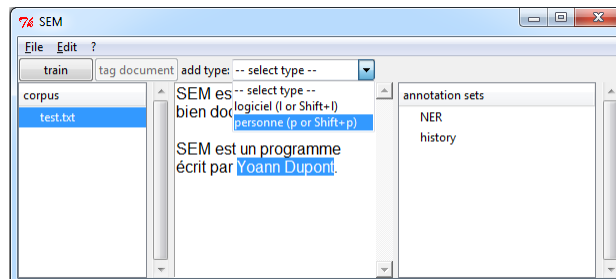 SEM
File Edit ?
train tag document add type: -- select type --
corpus
test.txt
SEM es
bien doc
-- select type --
logiciel (l or Shift+l)
personne (p or Shift+p)
SEM est un programme
écrit par Yoann Dupont.
annotation sets
NER
history